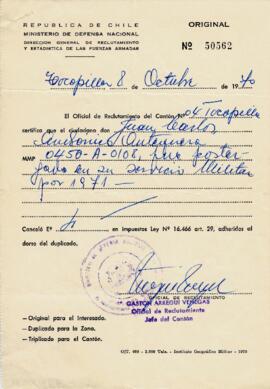 REPUBLICA DE CHILE
MINISTERIO DE DEFENSA NACIONAL
DIRECCION GENERAL DE RECLUTAMIENTO
Y ESTADISTICA DE LAS FUERZAS ARMADAS
ORIGINAL
Nº 50562
Tocopilla 8 Octubre de 1970
El Oficial de Reclutamiento del Cantón Nº 04 Tocopilla
certifica que el ciudadano don Juan Carlos
MMP 0450-A-0108, fue poster
gado en su Servicio Militar
por 1971 —
Canceló Eº en impuestos Ley Nº 16.466 art. 29, adheridas al
dorso del duplicado.
OFICIAL DE RECLUTAMIENTO
GASTON ARREGUI VENEGAS
Oficial de Reclutamiento
Jefe del Cantón
– Original para el Interesado.
– Duplicado para la Zona.
– Triplicado para el Cantón.
Instituto Geográfico Militar – 1970